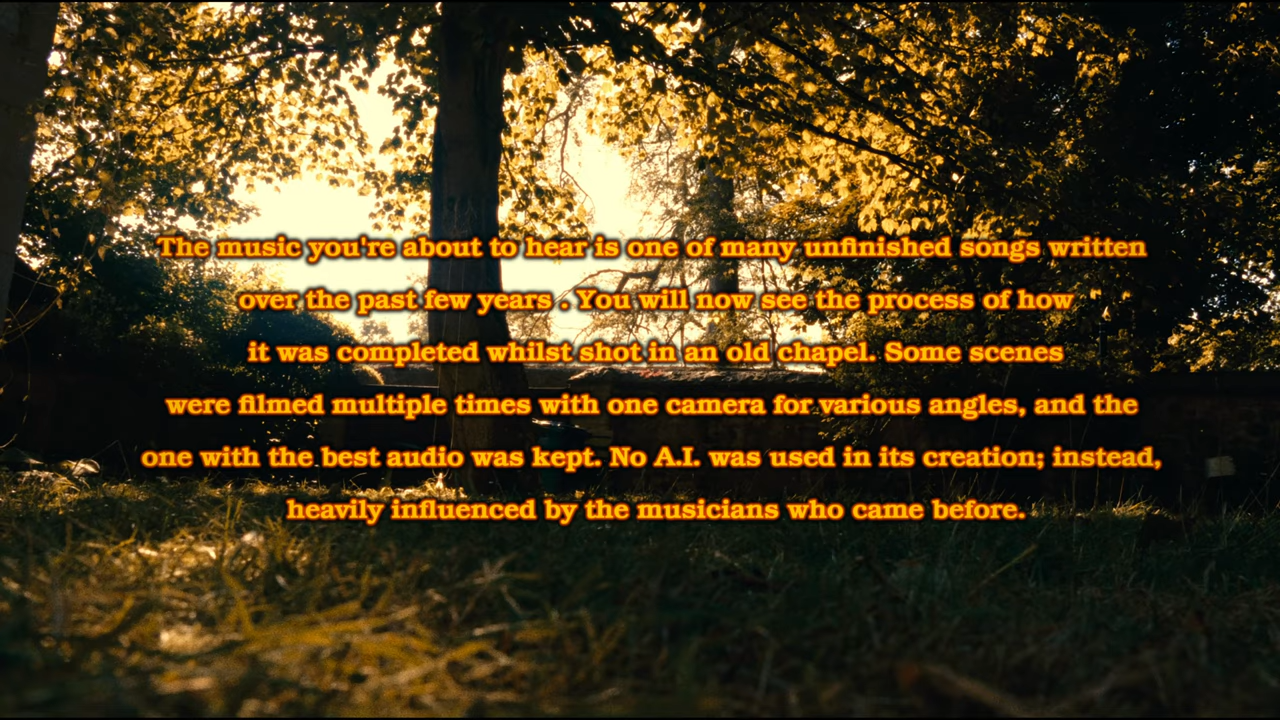 The music you're about to hear is one of many unfinished songs written
over the past few years . You will now see the process of how
it was completed whilst shot in an old chapel. Some scenes
were filmed multiple times with one camera for various angles, and the
one with the best audio was kept. No A.I. was used in its creation; instead,
heavily influenced by the musicians who came before.